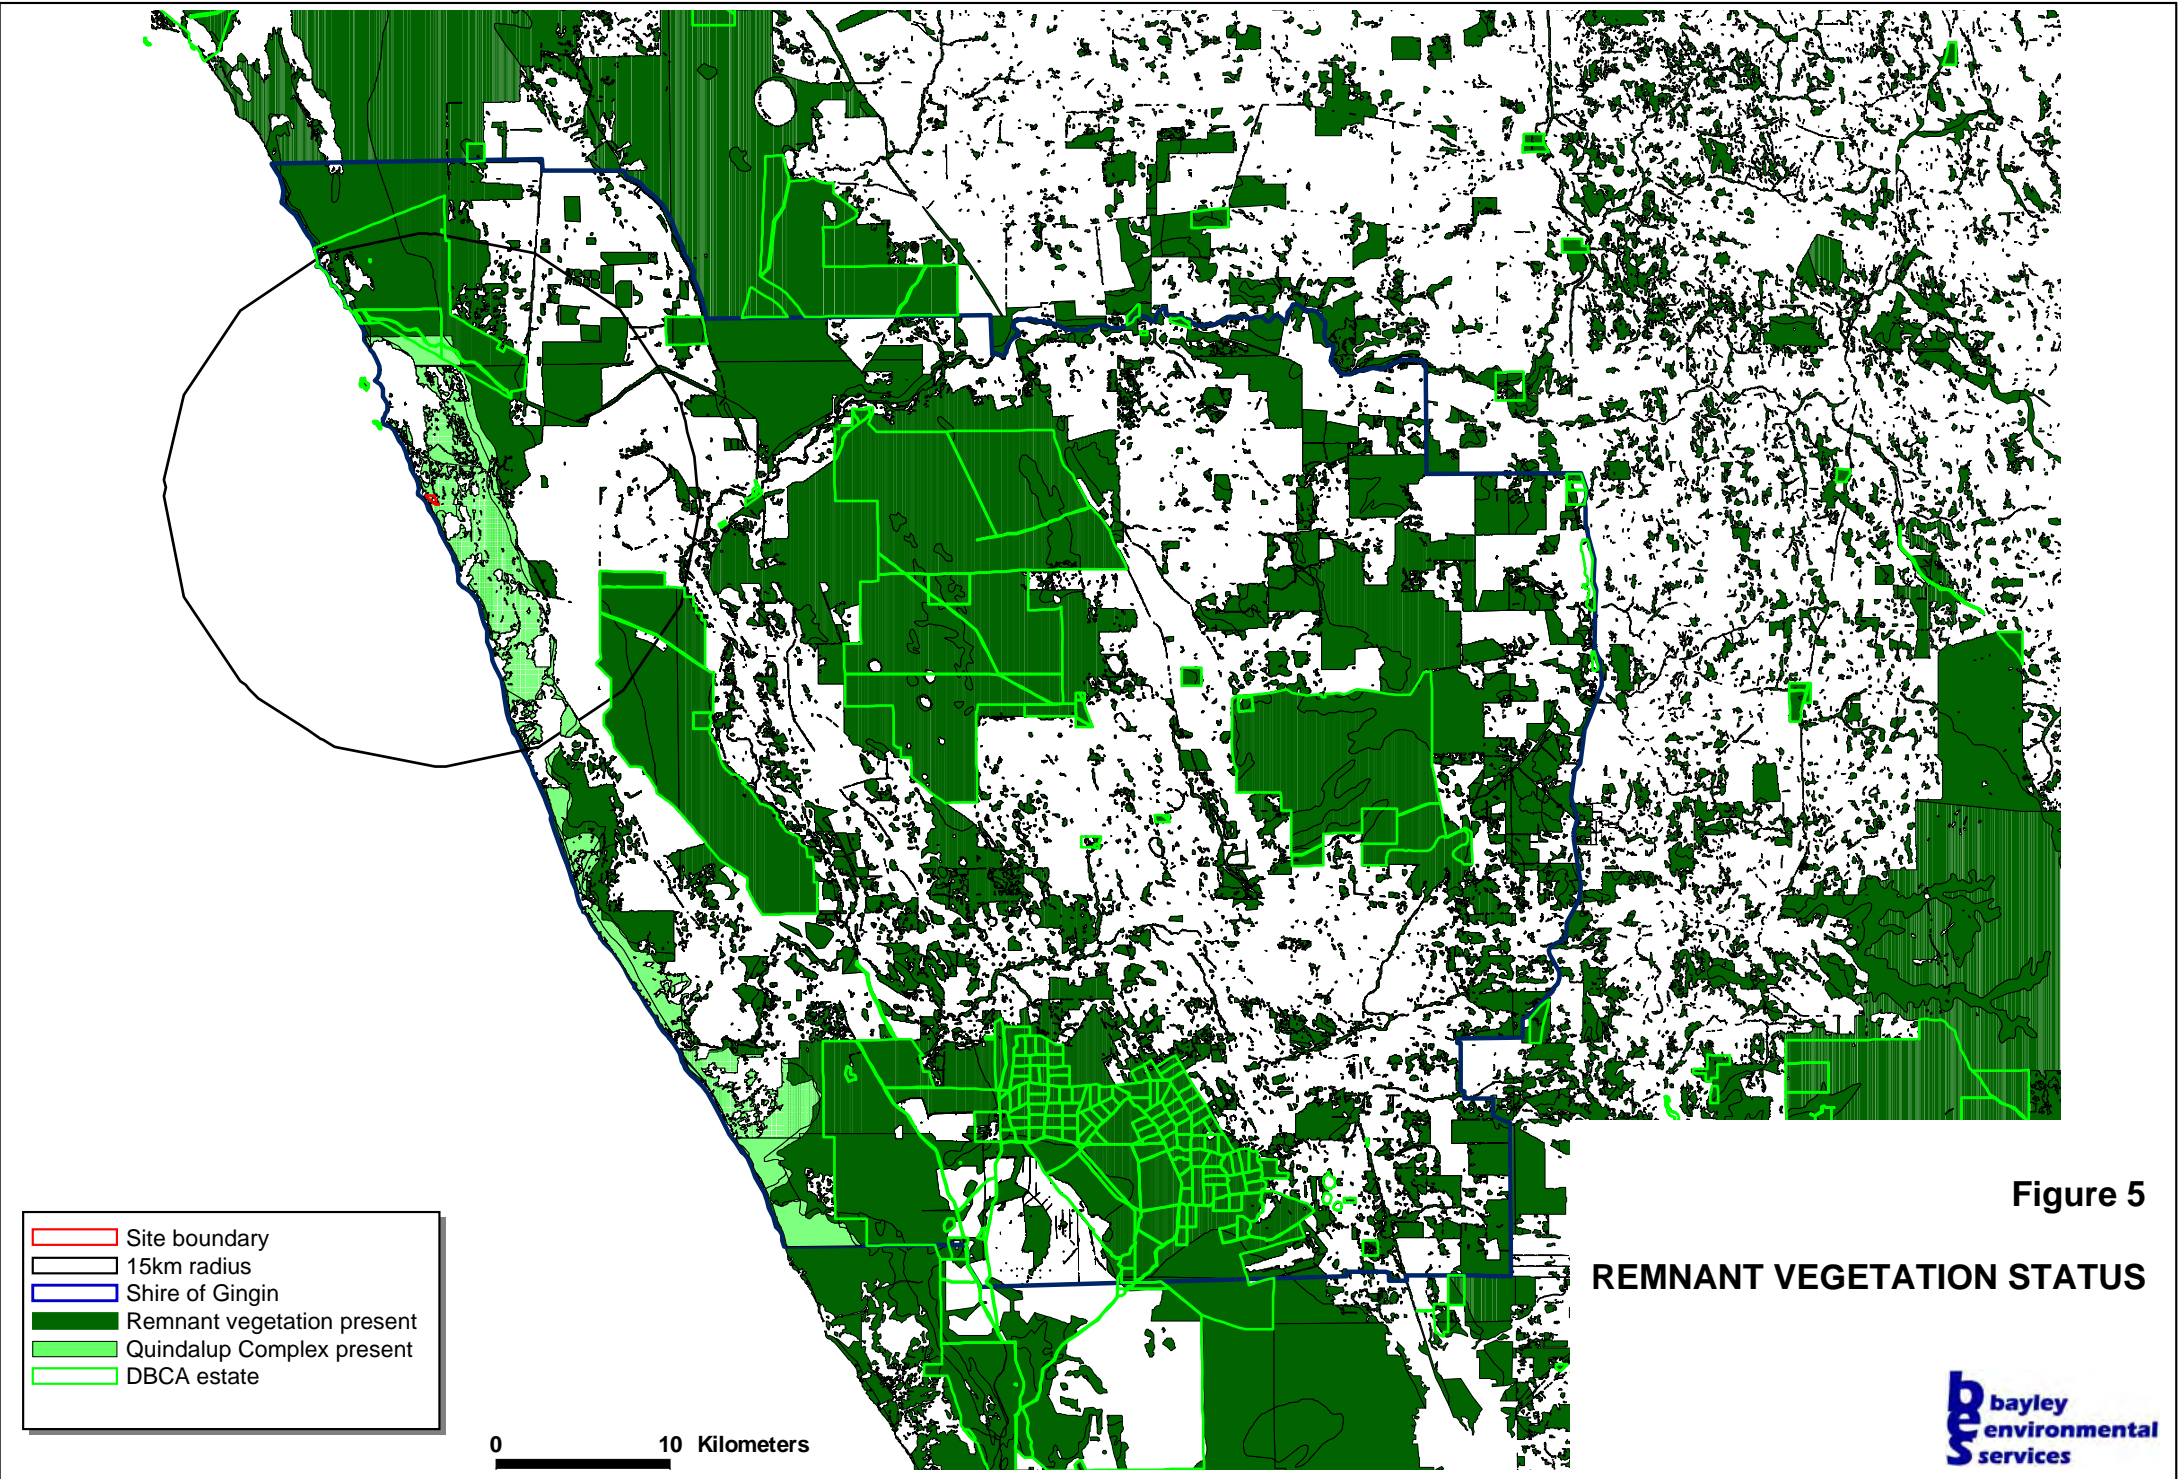 Figure 5
REMNANT VEGETATION STATUS
Site boundary
15km radius
Shire of Gingin
Remnant vegetation present
Quindalup Complex present
DBCA estate
0 10 Kilometers
bes bayley
environmental
services